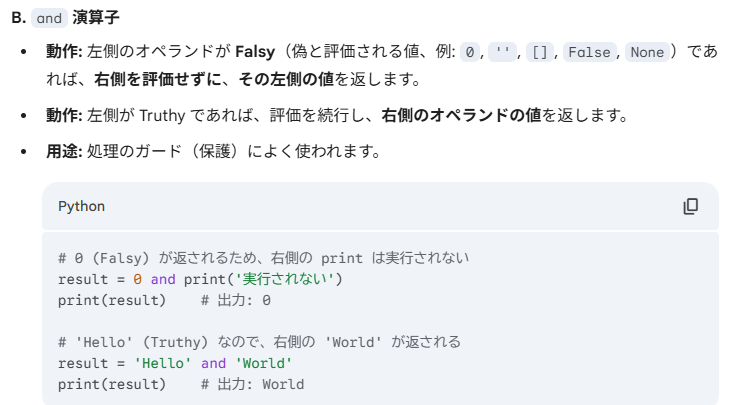 B. and 演算子
• 動作: 左側のオペランドが Falsy（偽と評価される値、例: 0, '', [], False, None）であ
れば、右側を評価せずに、その左側の値を返します。
• 動作: 左側が Truthy であれば、評価を続行し、右側のオペランドの値を返します。
• 用途: 処理のガード（保護）によく使われます。
Python
# 0 (Falsy) が返されるため、右側の print は実行されない
result = 0 and print('実行されない')
print(result)    # 出力: 0
# 'Hello' (Truthy) なので、右側の 'World' が返される
result = 'Hello' and 'World'
print(result)    # 出力: World